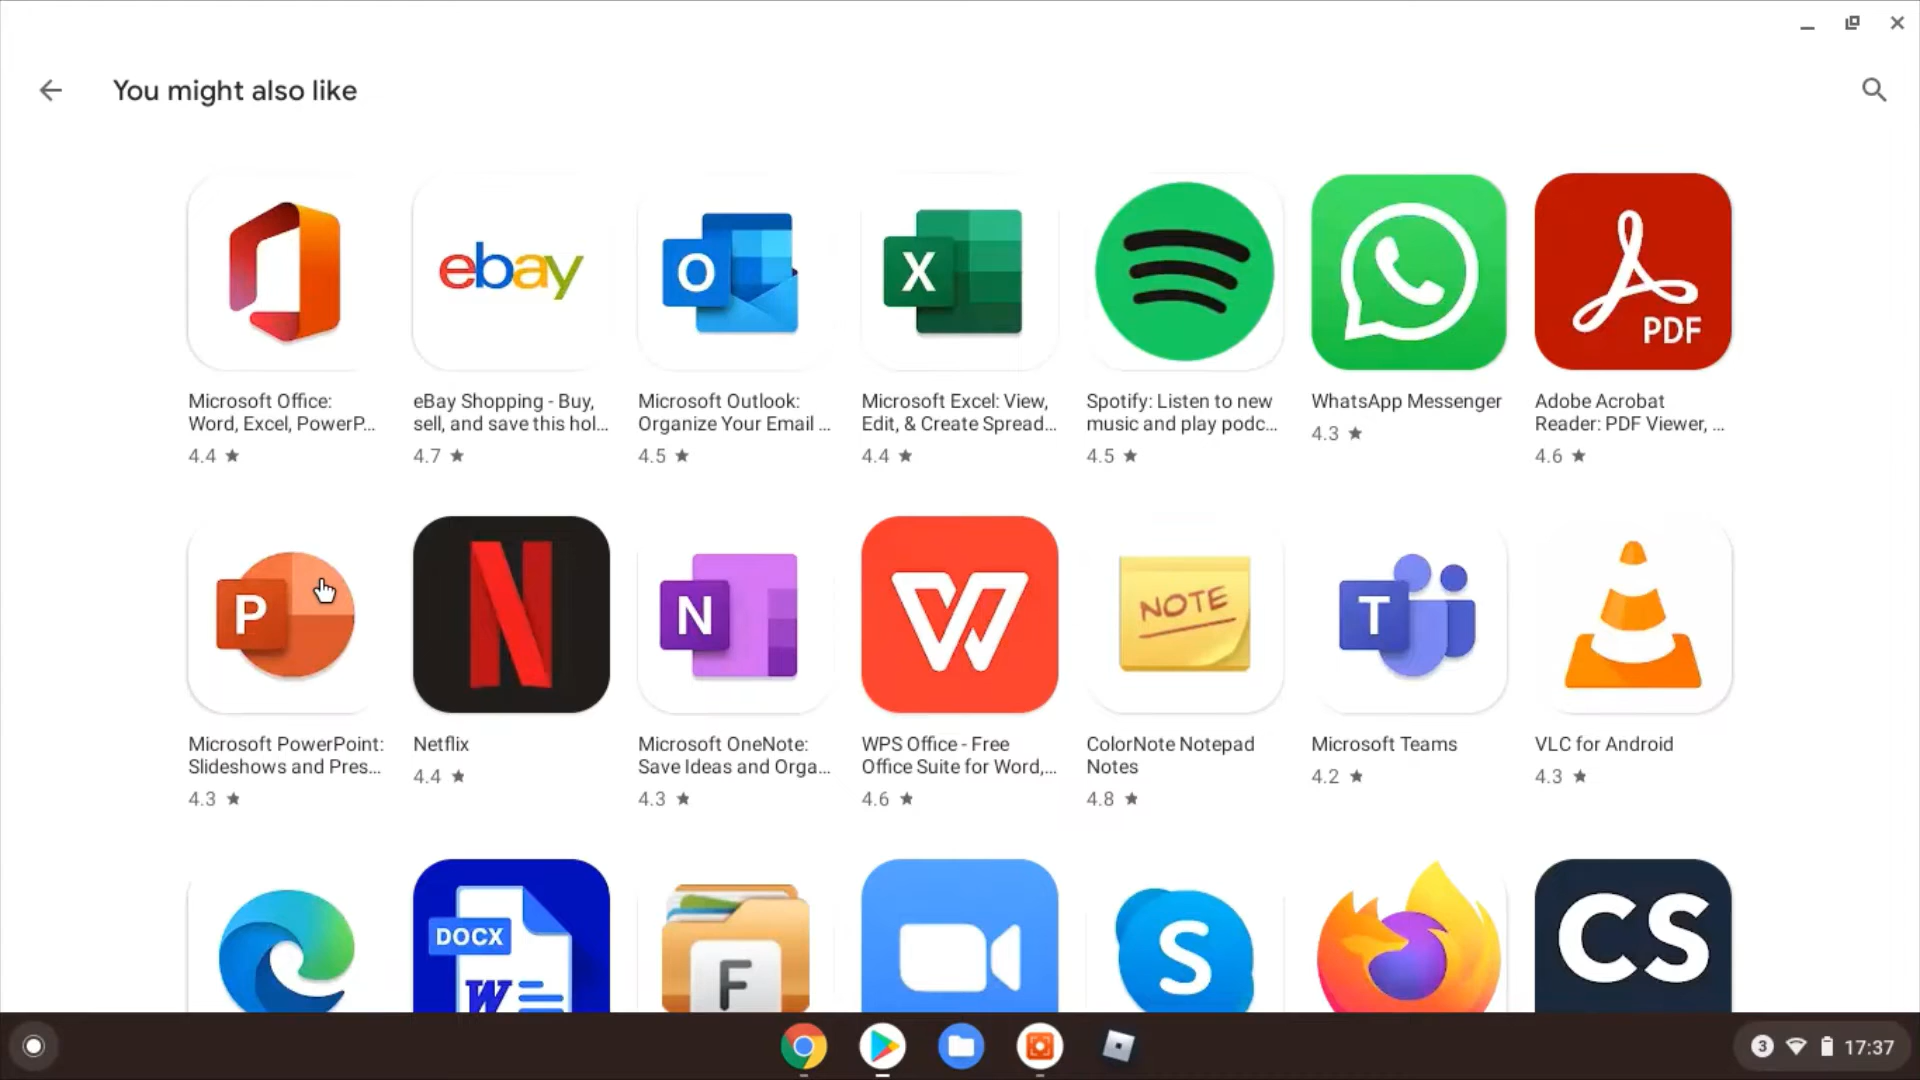 You might also like
ebay
O
X
PDF
Microsoft Office:
Word, Excel, PowerP...
4.4
eBay Shopping - Buy,
sell, and save this hol...
4.7
Microsoft Outlook:
Organize Your Email ...
4.5
Microsoft Excel: View,
Edit, & Create Spread...
4.4
Spotify: Listen to new
music and play podc...
4.5
WhatsApp Messenger
4.3
Adobe Acrobat
Reader: PDF Viewer, ...
4.6
P
N
N
W
NOTE
T
Microsoft PowerPoint:
Slideshows and Pres...
4.3
Netflix
4.4
Microsoft OneNote:
Save Ideas and Orga...
4.3
WPS Office - Free
Office Suite for Word,...
4.6
ColorNote Notepad
Notes
4.8
Microsoft Teams
4.2
VLC for Android
4.3
DOCX
W
F
S
CS
3
17:37